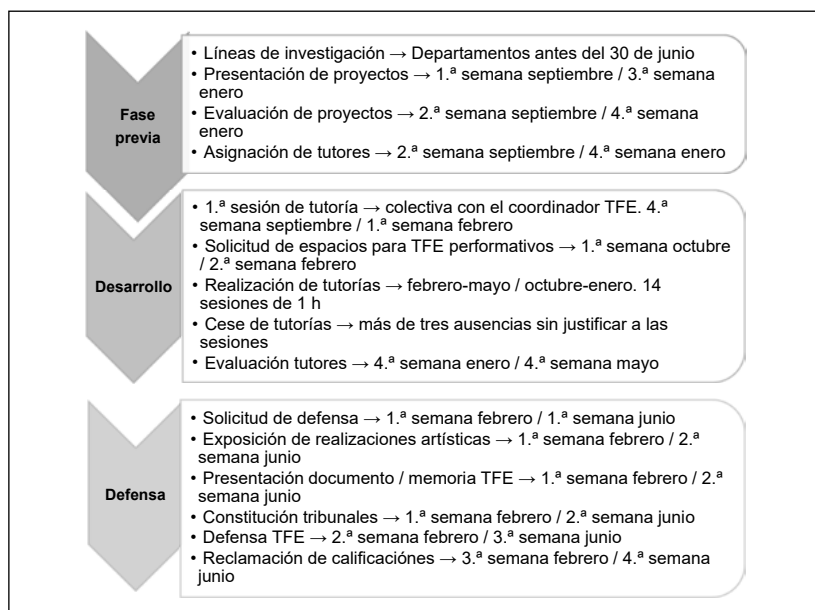 Fase
previa
• Líneas de investigación → Departamentos antes del 30 de junio
• Presentación de proyectos → 1.ª semana septiembre / 3.ª semana
enero
• Evaluación de proyectos → 2.ª semana septiembre / 4.ª semana
enero
• Asignación de tutores → 2.ª semana septiembre / 4.ª semana enero
Desarrollo
• 1.ª sesión de tutoría → colectiva con el coordinador TFE. 4.ª
semana septiembre / 1.ª semana febrero
• Solicitud de espacios para TFE performativos → 1.ª semana octubre
/ 2.ª semana febrero
• Realización de tutorías → febrero-mayo / octubre-enero. 14
sesiones de 1 h
• Cese de tutorías → más de tres ausencias sin justificar a las
sesiones
• Evaluación tutores → 4.ª semana enero / 4.ª semana mayo
Defensa
• Solicitud de defensa → 1.ª semana febrero / 1.ª semana junio
• Exposición de realizaciones artísticas → 1.ª semana febrero / 2.ª
semana junio
• Presentación documento / memoria TFE → 1.ª semana febrero / 2.ª
semana junio
• Constitución tribunales → 1.ª semana febrero / 2.ª semana junio
• Defensa TFE → 2.ª semana febrero / 3.ª semana junio
• Reclamación de calificaciónes → 3.ª semana febrero / 4.ª semana
junio